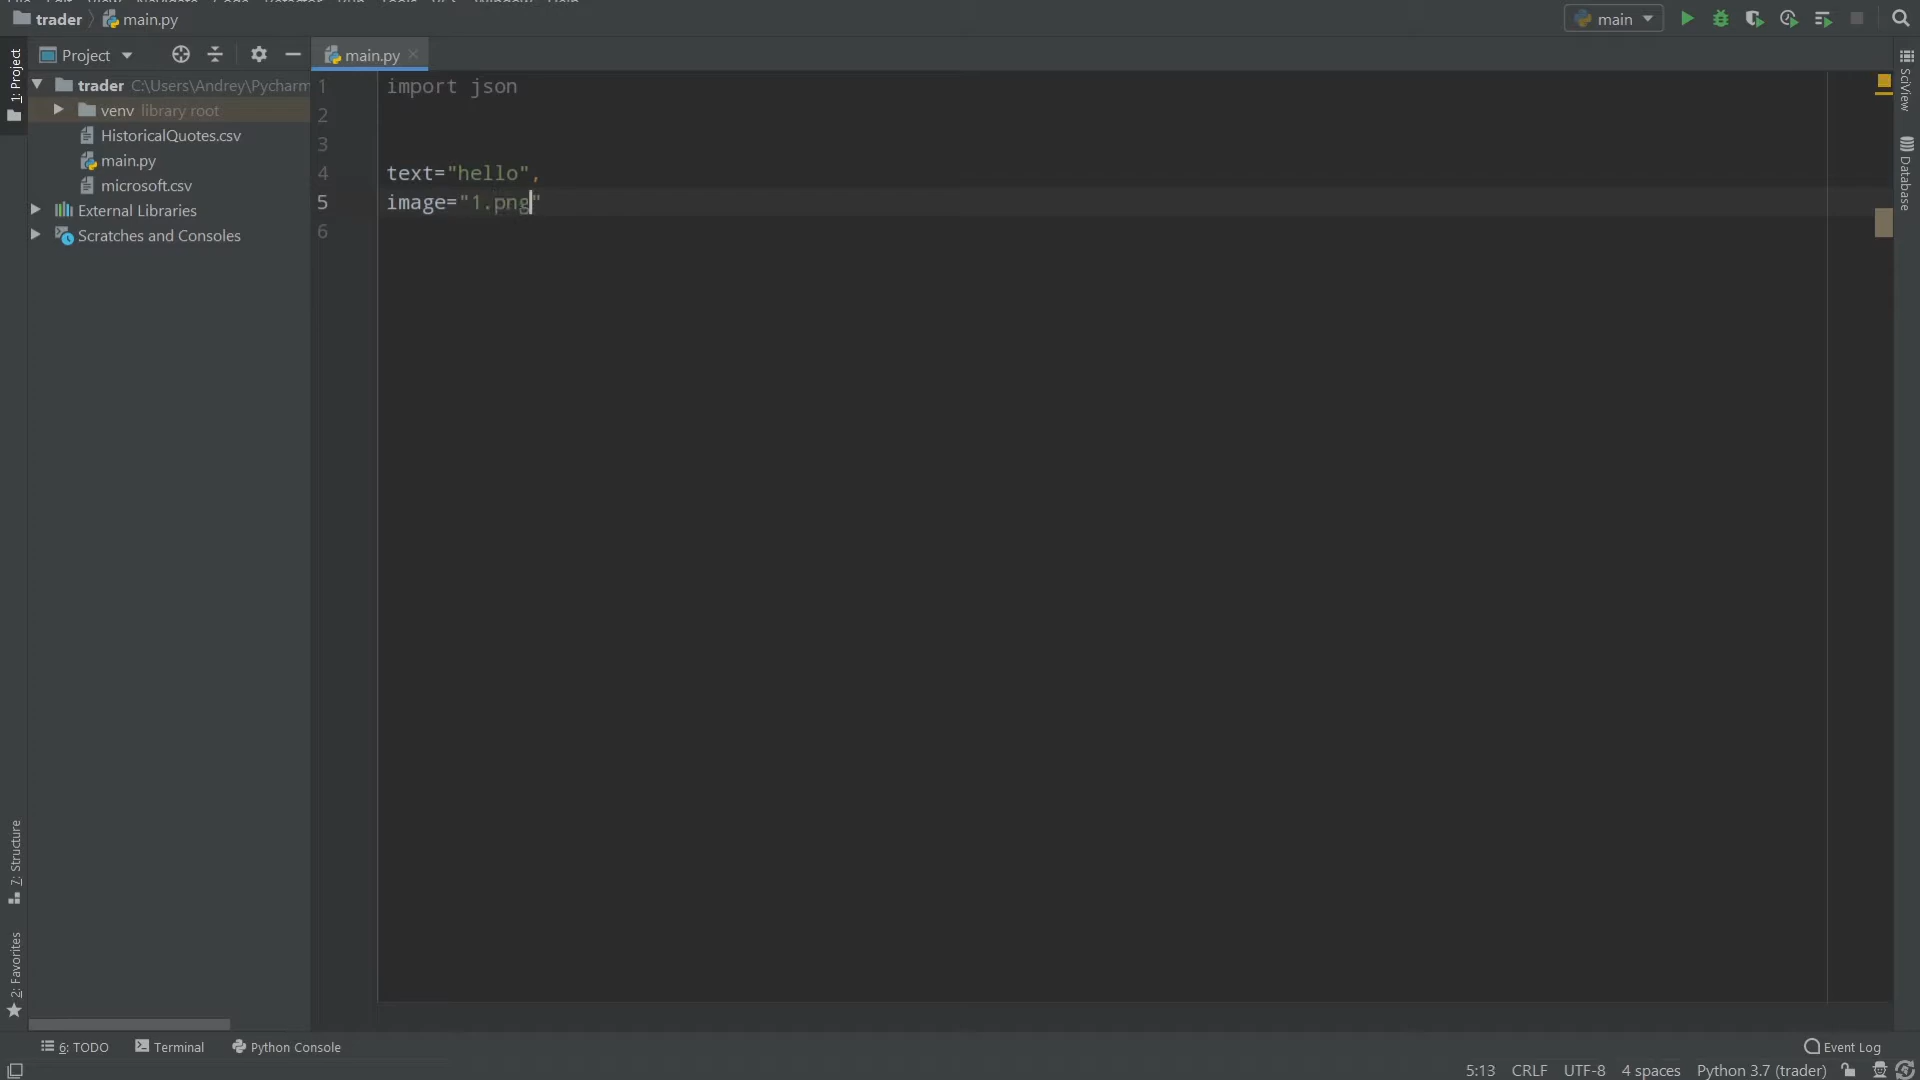 trader main.py
main
1: Project
Project
main.py
SciView
Database
trader C:\Users\Andrey\Pycharm
venv library root
HistoricalQuotes.csv
main.py
microsoft.csv
External Libraries
Scratches and Consoles
1 import json
2
3
4 text="hello",
5 image="1.png"
6
7: Structure
2: Favorites
6: TODO Terminal Python Console
Event Log
5:13 CRLF UTF-8 4 spaces Python 3.7 (trader)